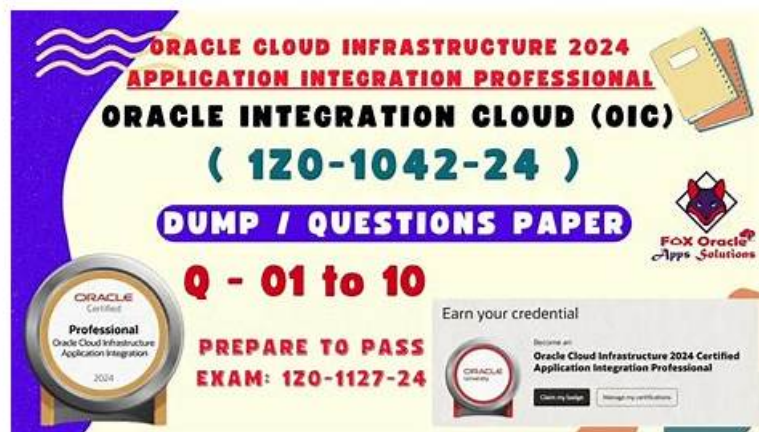 ORACLE CLOUD INFRASTRUCTURE 2024
APPLICATION INTEGRATION PROFESSIONAL
ORACLE INTEGRATION CLOUD (OIC)
( 1Z0-1042-24 )
DUMP / QUESTIONS PAPER
FOX Oracle
Apps Solutions
Q - 01 to 10
ORACLE
Certified
Professional
Oracle Cloud Infrastructure
Application Integration
2024
PREPARE TO PASS
EXAM: 1Z0-1127-24
Earn your credential
Become an
Oracle Cloud Infrastructure 2024 Certified
Application Integration Professional
ORACLE
University
Claim my badge
Manage my certifications